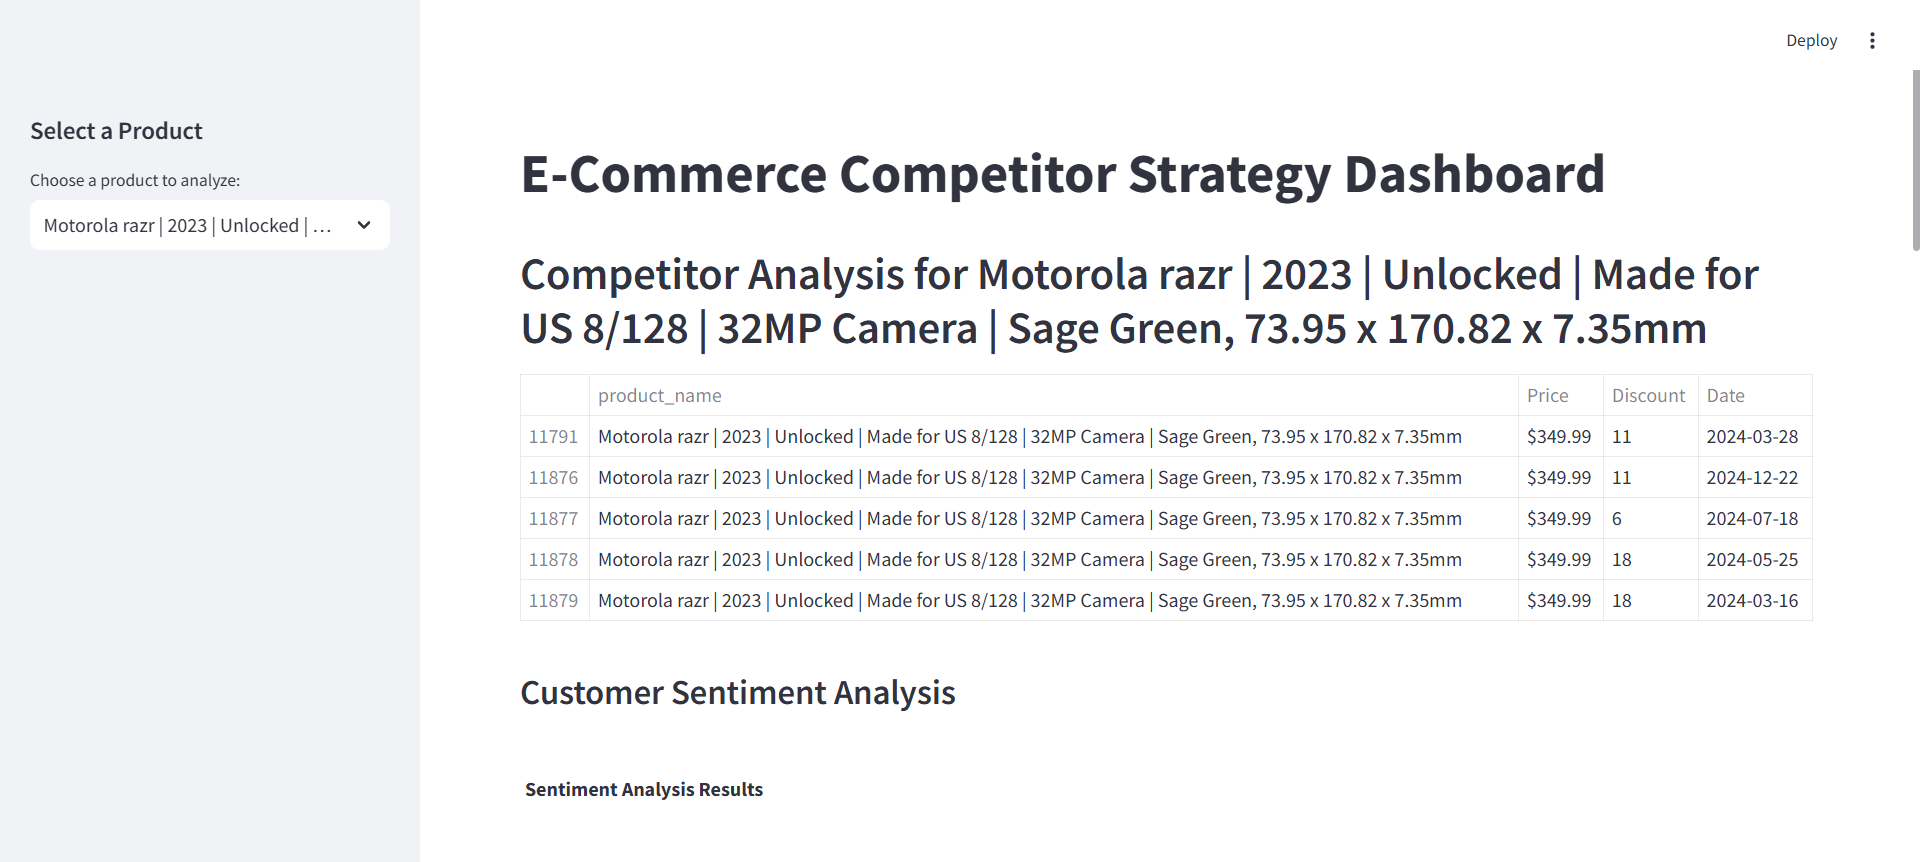 Deploy
Select a Product
Choose a product to analyze:
Motorola razr | 2023 | Unlocked | ...
E-Commerce Competitor Strategy Dashboard
Competitor Analysis for Motorola razr | 2023 | Unlocked | Made for
US 8/128 | 32MP Camera | Sage Green, 73.95 x 170.82 x 7.35mm
product_name Price Discount Date
11791 Motorola razr | 2023 | Unlocked | Made for US 8/128 | 32MP Camera | Sage Green, 73.95 x 170.82 x 7.35mm $349.99 11 2024-03-28
11876 Motorola razr | 2023 | Unlocked | Made for US 8/128 | 32MP Camera | Sage Green, 73.95 x 170.82 x 7.35mm $349.99 11 2024-12-22
11877 Motorola razr | 2023 | Unlocked | Made for US 8/128 | 32MP Camera | Sage Green, 73.95 x 170.82 x 7.35mm $349.99 6 2024-07-18
11878 Motorola razr | 2023 | Unlocked | Made for US 8/128 | 32MP Camera | Sage Green, 73.95 x 170.82 x 7.35mm $349.99 18 2024-05-25
11879 Motorola razr | 2023 | Unlocked | Made for US 8/128 | 32MP Camera | Sage Green, 73.95 x 170.82 x 7.35mm $349.99 18 2024-03-16
Customer Sentiment Analysis
Sentiment Analysis Results